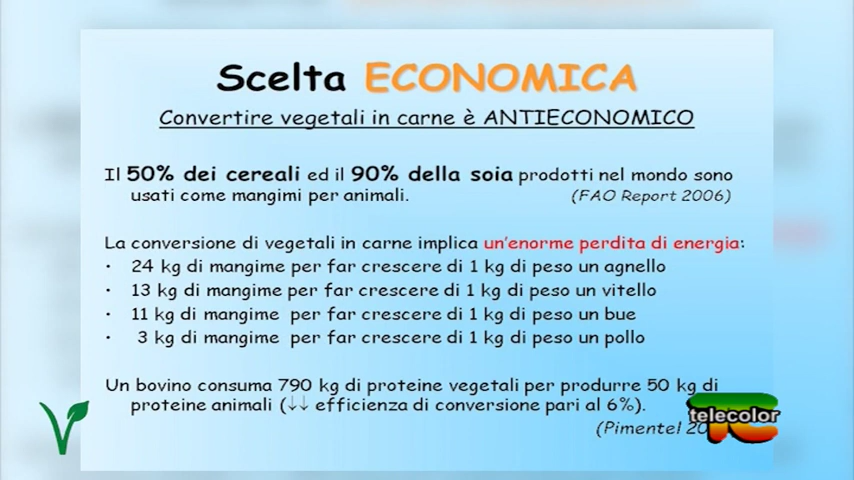 Scelta ECONOMICA
Convertire vegetali in carne è ANTIECONOMICO
Il 50% dei cereali ed il 90% della soia prodotti nel mondo sono
usati come mangimi per animali. (FAO Report 2006)
La conversione di vegetali in carne implica un'enorme perdita di energia:
• 24 kg di mangime per far crescere di 1 kg di peso un agnello
• 13 kg di mangime per far crescere di 1 kg di peso un vitello
• 11 kg di mangime per far crescere di 1 kg di peso un bue
• 3 kg di mangime per far crescere di 1 kg di peso un pollo
Un bovino consuma 790 kg di proteine vegetali per produrre 50 kg di
proteine animali (↓↓ efficienza di conversione pari al 6%).
telecolor
(Pimentel